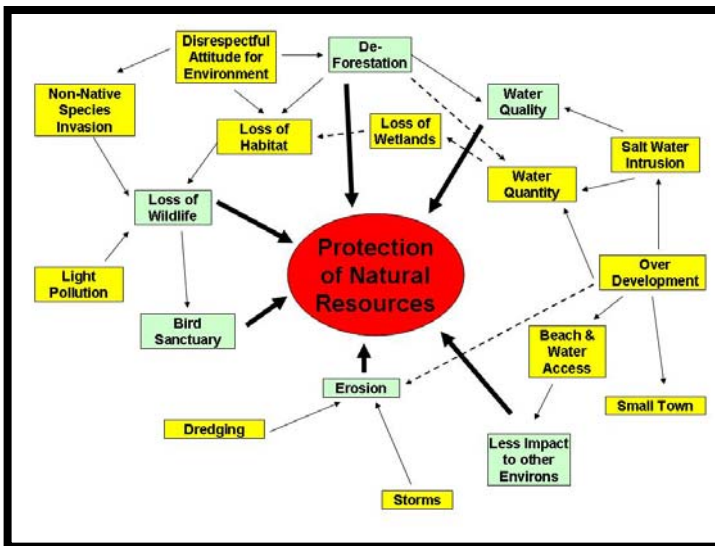 Disrespectful
Attitude for
Environment
De-
Forestation
Non-Native
Species
Invasion
Water
Quality
Loss of
Habitat
Loss of
Wetlands
Salt Water
Intrusion
Water
Quantity
Loss of
Wildlife
Protection
of Natural
Resources
Light
Pollution
Over
Development
Bird
Sanctuary
Beach &
Water
Access
Erosion
Small Town
Dredging
Less Impact
to other
Environs
Storms